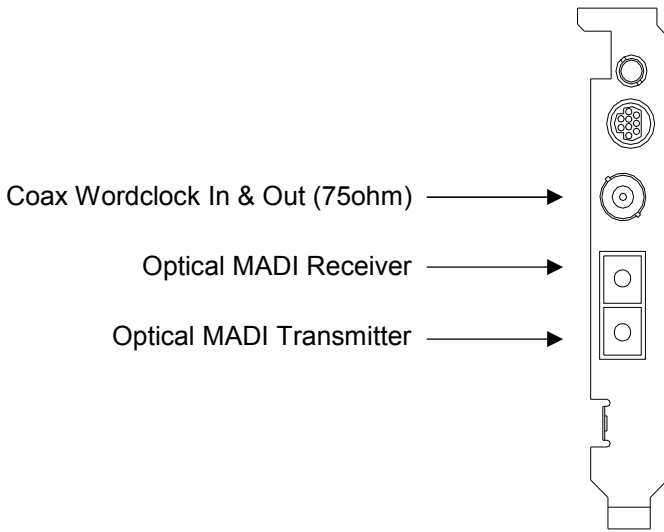 Coax Wordclock In & Out (75ohm)
Optical MADI Receiver
Optical MADI Transmitter